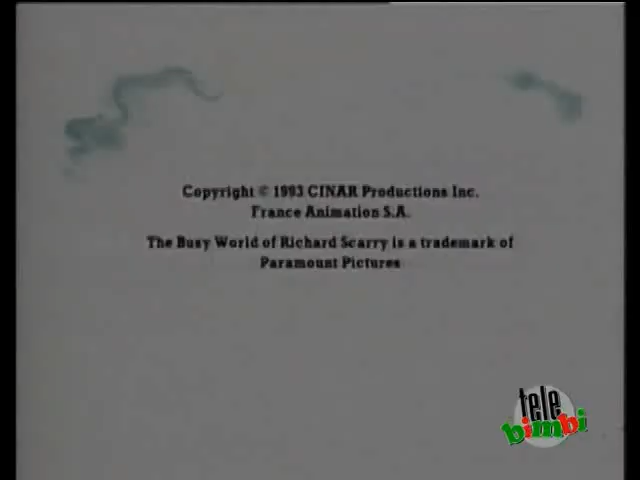 Copyright © 1993 CINAR Productions Inc.
France Animation S.A.
The Busy World of Richard Scarry is a trademark of
Paramount Pictures
tele
bimbi